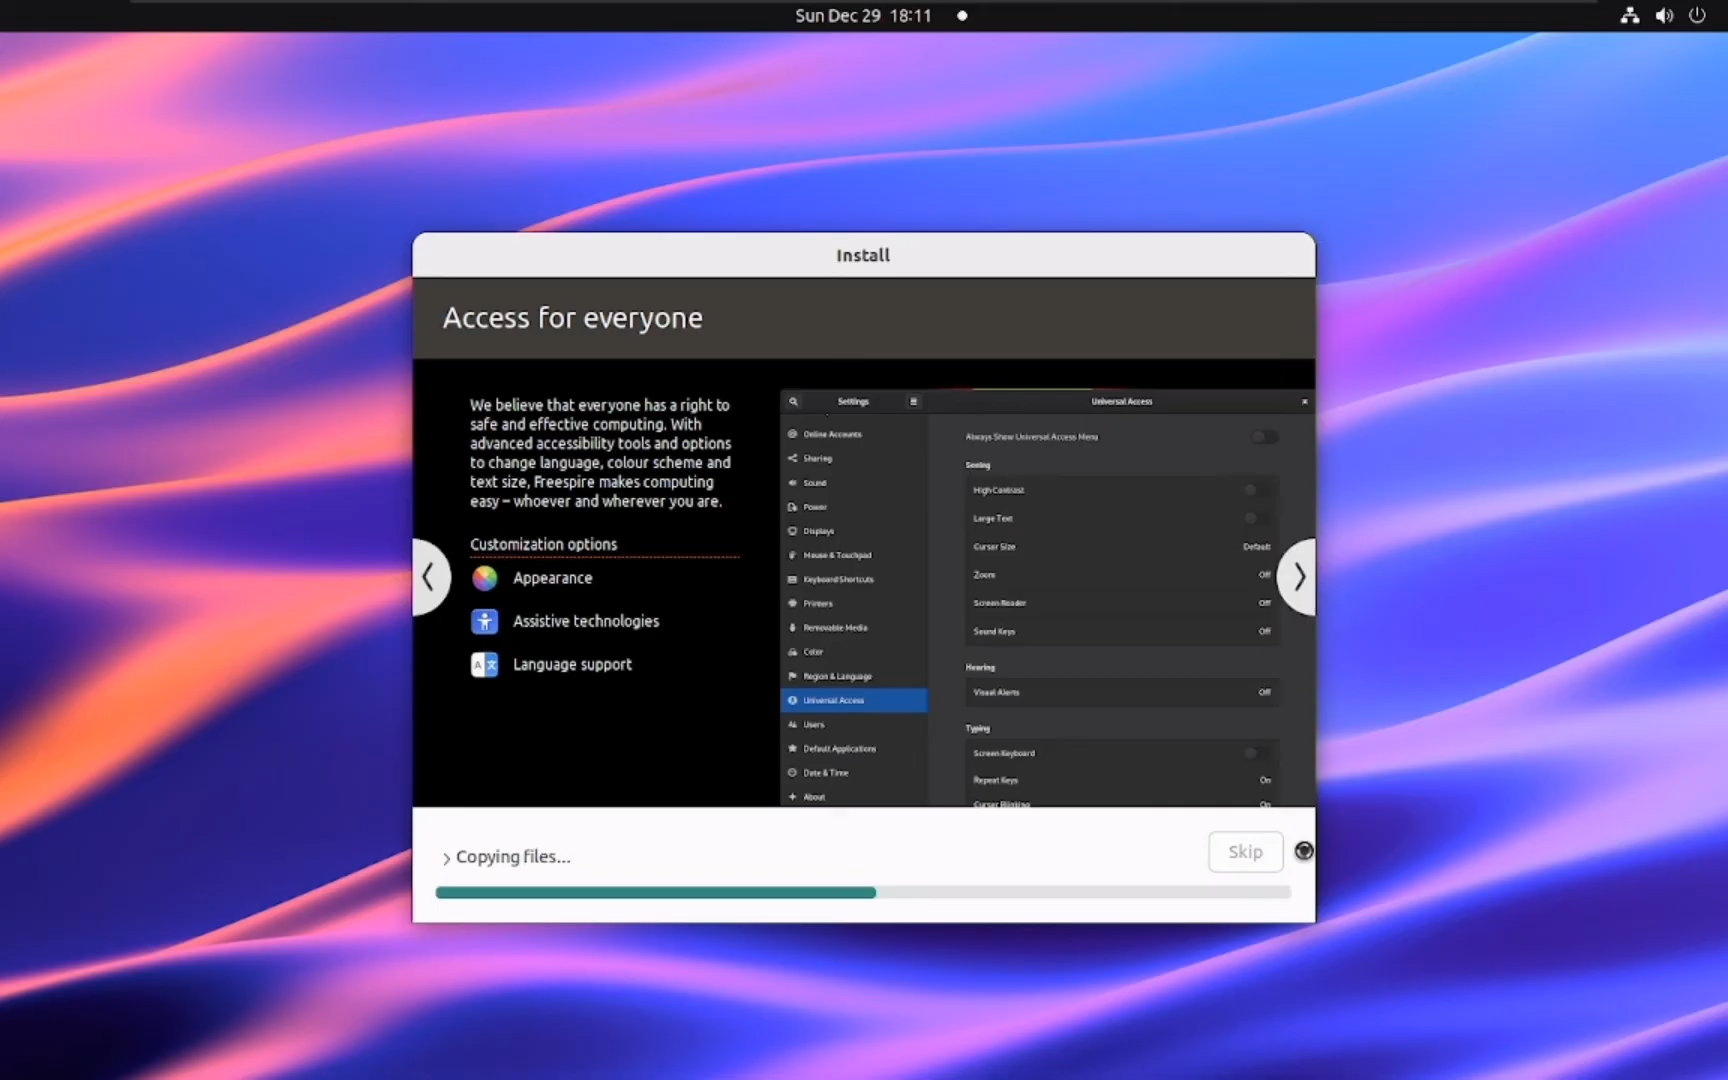 Sun Dec 29 18:11
Install
Access for everyone
We believe that everyone has a right to
safe and effective computing. With
advanced accessibility tools and options
to change language, colour scheme and
text size, Freespire makes computing
easy – whoever and wherever you are.
Customization options
Appearance
Assistive technologies
Language support
Settings
Online Accounts
Sharing
Sound
Power
Displays
Mouse & Touchpad
Keyboard Shortcuts
Printers
Removable Media
Color
Region & Language
Universal Access
Users
Default Applications
Date & Time
About
Universal Access
Always Show Universal Access Menu
Seeing
High Contrast
Large Text
Cursor Size Default
Zoom Off
Screen Reader Off
Sound Keys Off
Hearing
Visual Alerts Off
Typing
Screen Keyboard
Repeat Keys On
Cursor Blinking On
Copying files...
Skip